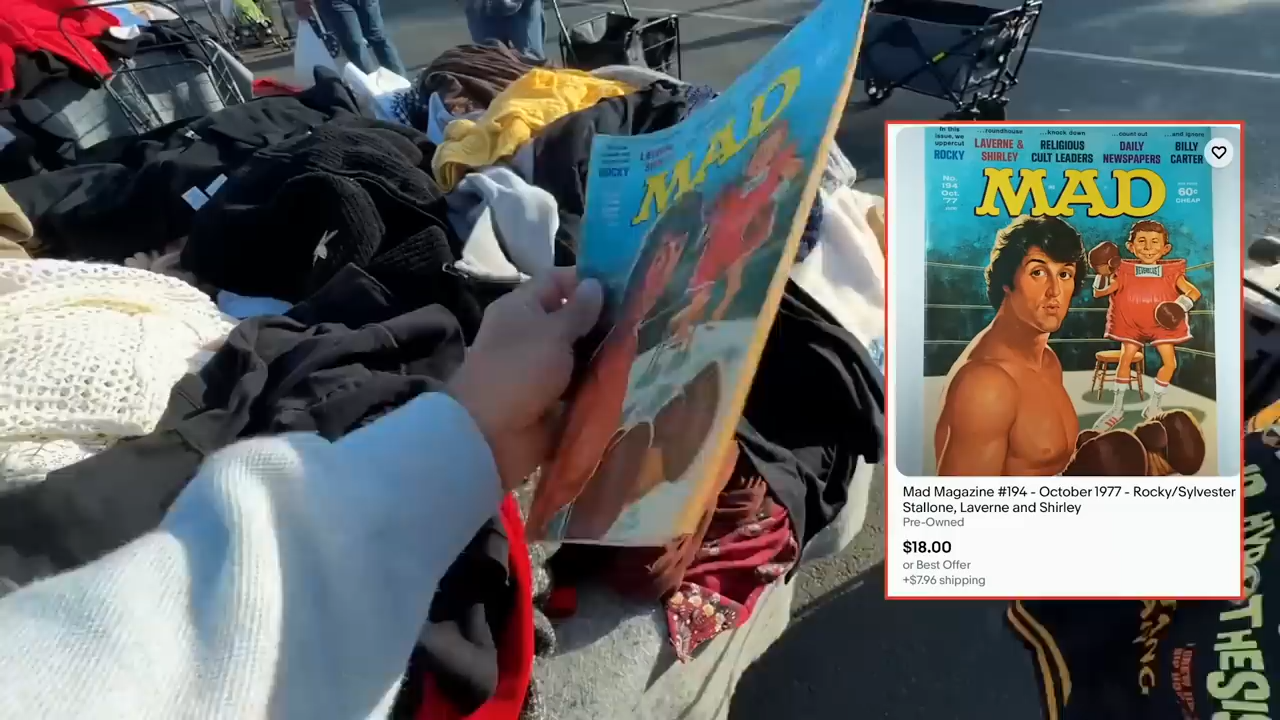 MAD
ROCKY
In this
issue, we
uppercut
ROCKY
...roundhouse
LAVERNE &
SHIRLEY
...knock down
RELIGIOUS
CULT LEADERS
...count out
DAILY
NEWSPAPERS
...and ignore
BILLY
CARTER
No.
194
Oct.
'77
MAD
60¢
CHEAP
Mad Magazine #194 - October 1977 - Rocky/Sylvester
Stallone, Laverne and Shirley
Pre-Owned
$18.00
or Best Offer
+$7.96 shipping